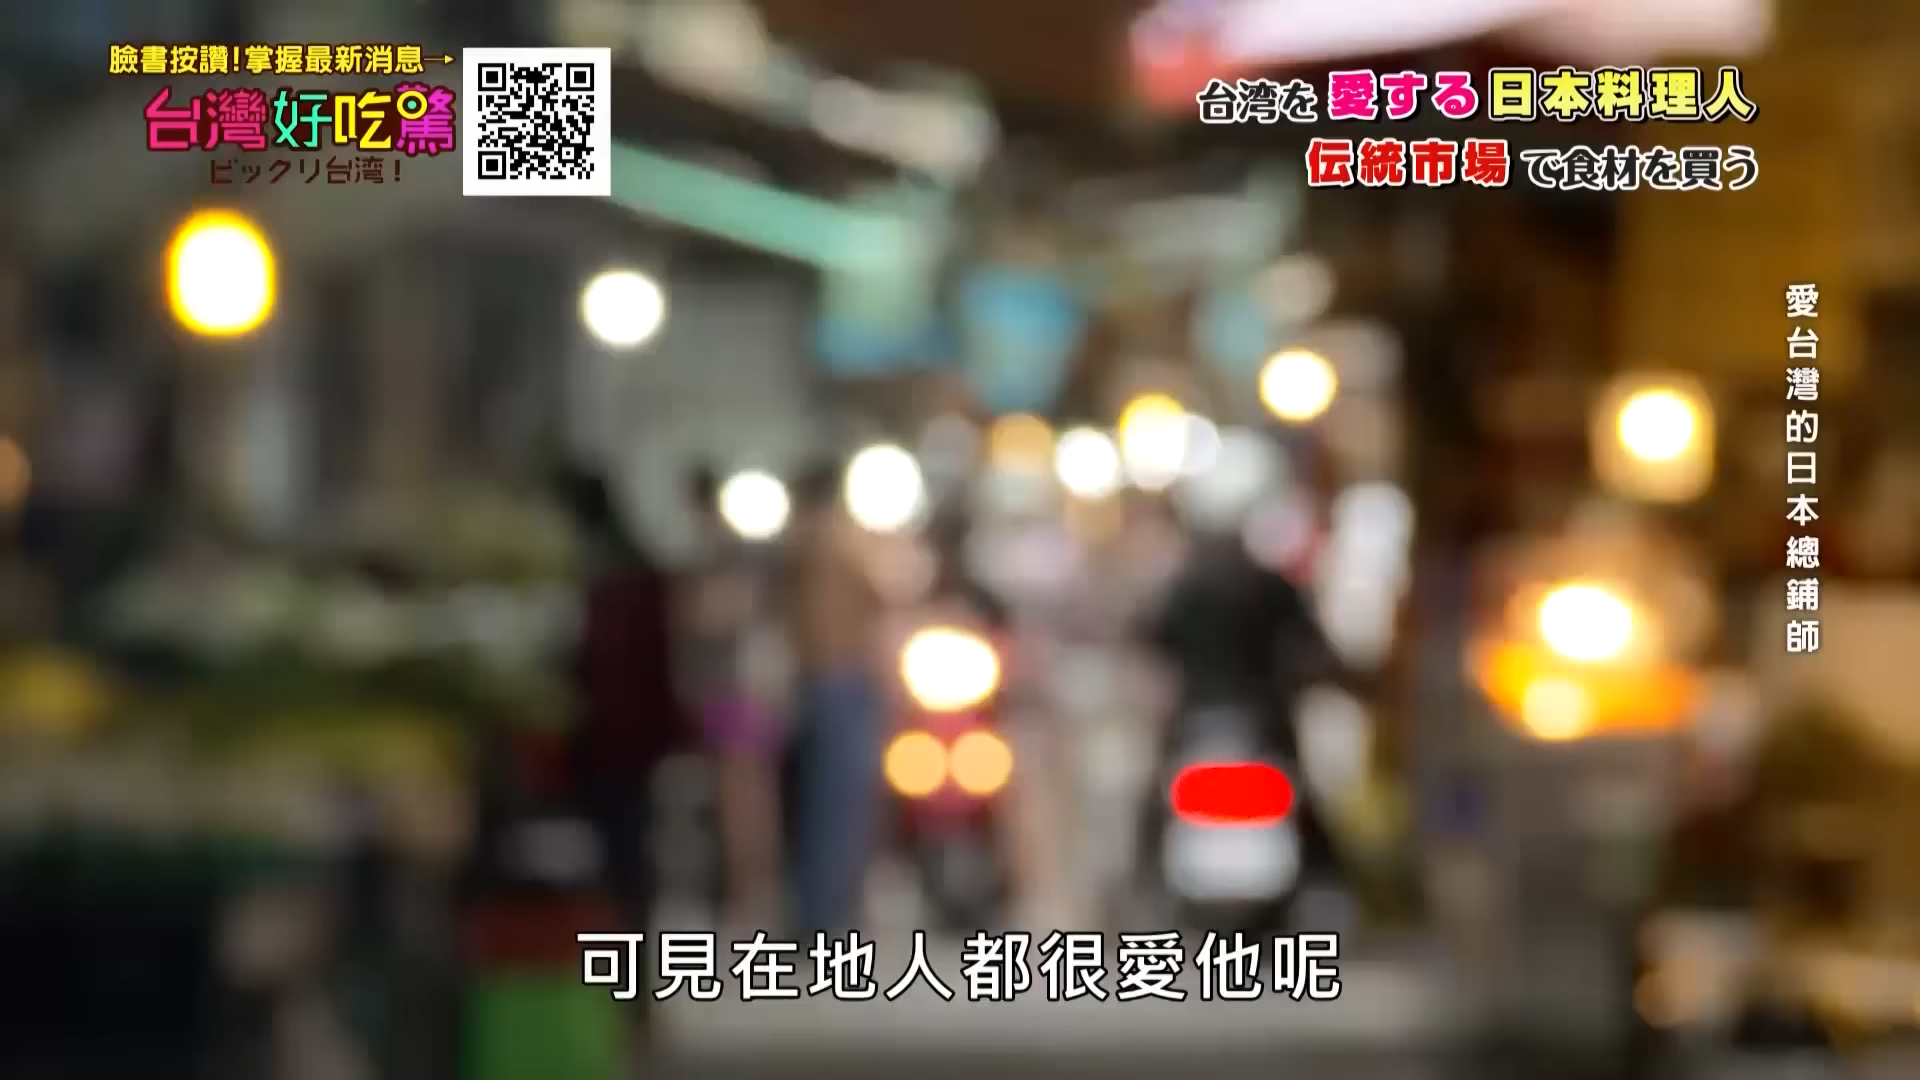 臉書按讚!掌握最新消息→
台灣好吃驚
ビックリ台湾!
台湾を愛する日本料理人
伝統市場で食材を買う
愛台灣的日本總鋪師
可見在地人都很愛他呢